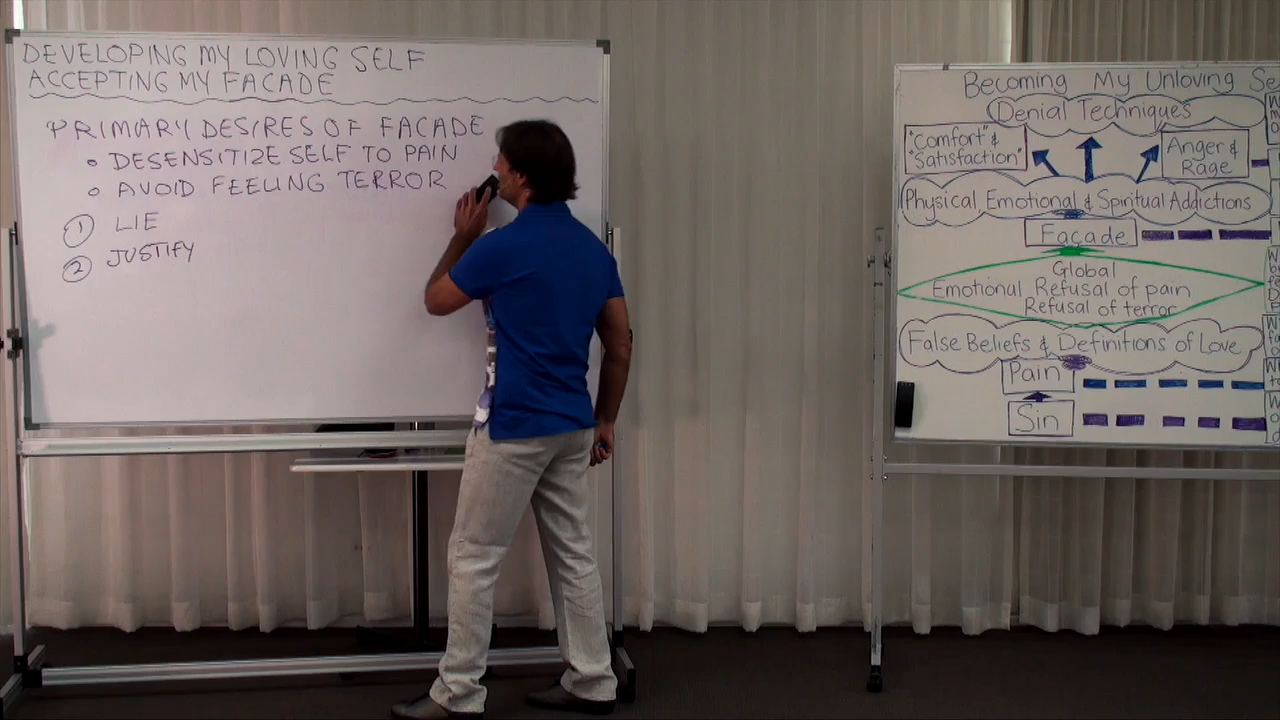 DEVELOPING MY LOVING SELF
ACCEPTING MY FACADE
PRIMARY DESIRES OF FACADE
• DESENSITIZE SELF TO PAIN
• AVOID FEELING TERROR
① LIE
② JUSTIFY
Becoming My Unloving Se
Denial Techniques
"Comfort" &
"Satisfaction"
Anger &
Rage
Physical, Emotional & Spiritual Addictions
Façade
Global
Emotional Refusal of pain
Refusal of terror
False Beliefs & Definitions of Love
Pain
Sin